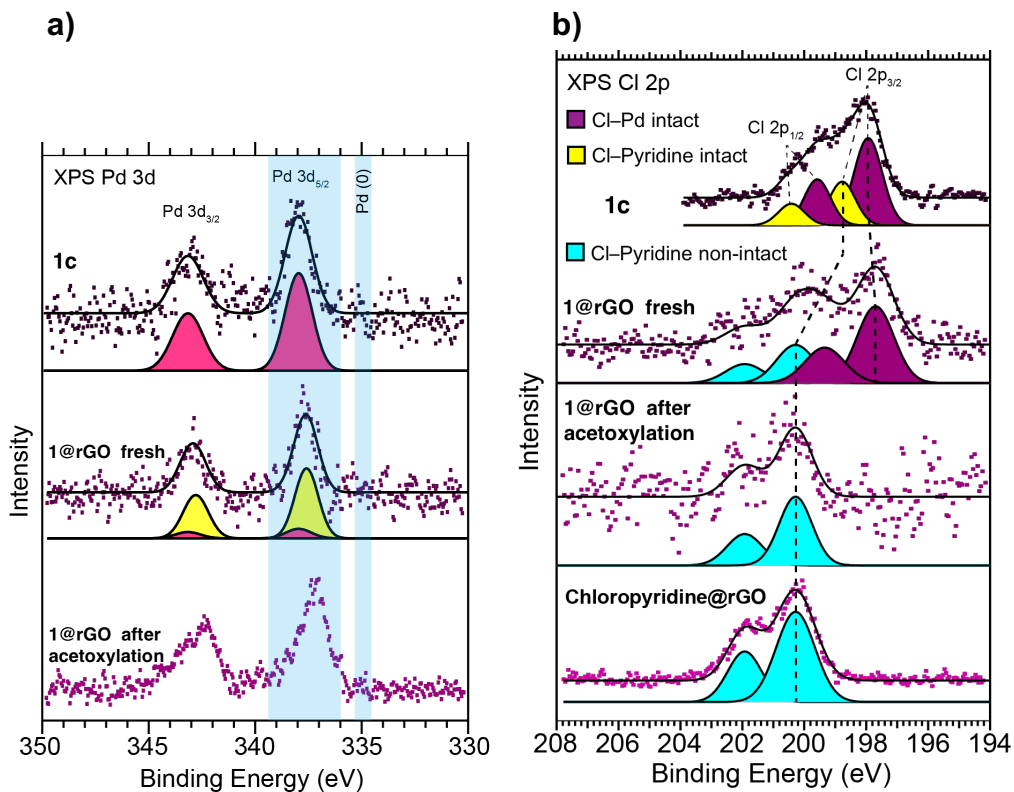 a)
XPS Pd 3d
Pd 3d3/2
Pd 3d5/2
Pd (0)
1c
1@rGO fresh
1@rGO after
acetoxylation
Intensity
350 345 340 335 330
Binding Energy (eV)
b)
XPS Cl 2p
Cl 2p3/2
Cl–Pd intact
Cl 2p1/2
Cl–Pyridine intact
1c
Cl–Pyridine non-intact
1@rGO fresh
1@rGO after
acetoxylation
Chloropyridine@rGO
Intensity
208 206 204 202 200 198 196 194
Binding Energy (eV)